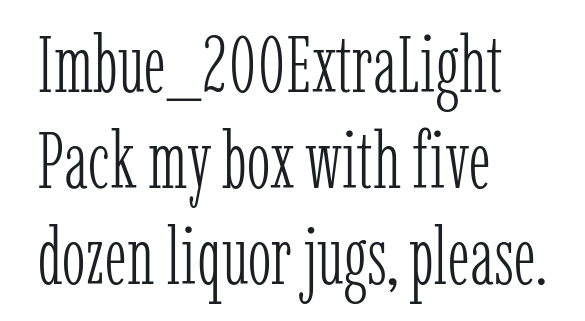 Imbue_200ExtraLight
Pack my box with five
dozen liquor jugs, please.